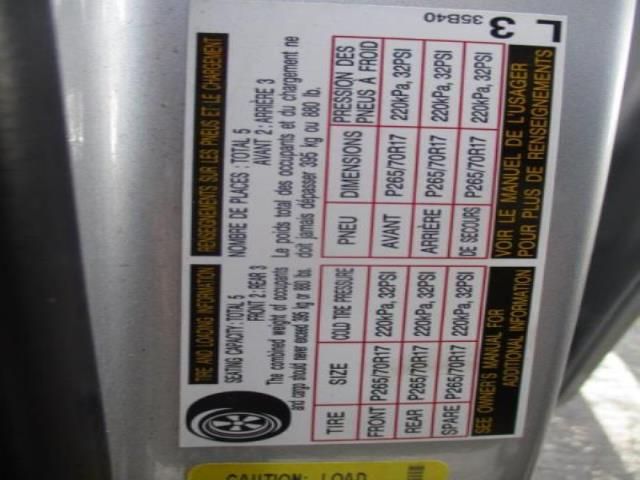 TIRE AND LOADING INFORMATION
SEATING CAPACITY: TOTAL 5
FRONT 2: REAR 3
The combined weight of occupants
and cargo should never exceed 395 kg or 880 lb.
TIRE SIZE COLD TIRE PRESSURE
FRONT P265/70R17 220kPa, 32PSI
REAR P265/70R17 220kPa, 32PSI
SPARE P265/70R17 220kPa, 32PSI
SEE OWNER'S MANUAL FOR
ADDITIONAL INFORMATION
RENSEIGNEMENTS SUR LES PNEUS ET LE CHARGEMENT
NOMBRE DE PLACES : TOTAL 5
AVANT 2 : ARRIÈRE 3
Le poids total des occupants et du chargement ne
doit jamais dépasser 395 kg ou 880 lb.
PNEU DIMENSIONS PRESSION DES
PNEUS À FROID
AVANT P265/70R17 220kPa, 32PSI
ARRIÈRE P265/70R17 220kPa, 32PSI
DE SECOURS P265/70R17 220kPa, 32PSI
VOIR LE MANUEL DE L'USAGER
POUR PLUS DE RENSEIGNEMENTS
35B40
3
CAUTION: LOAD